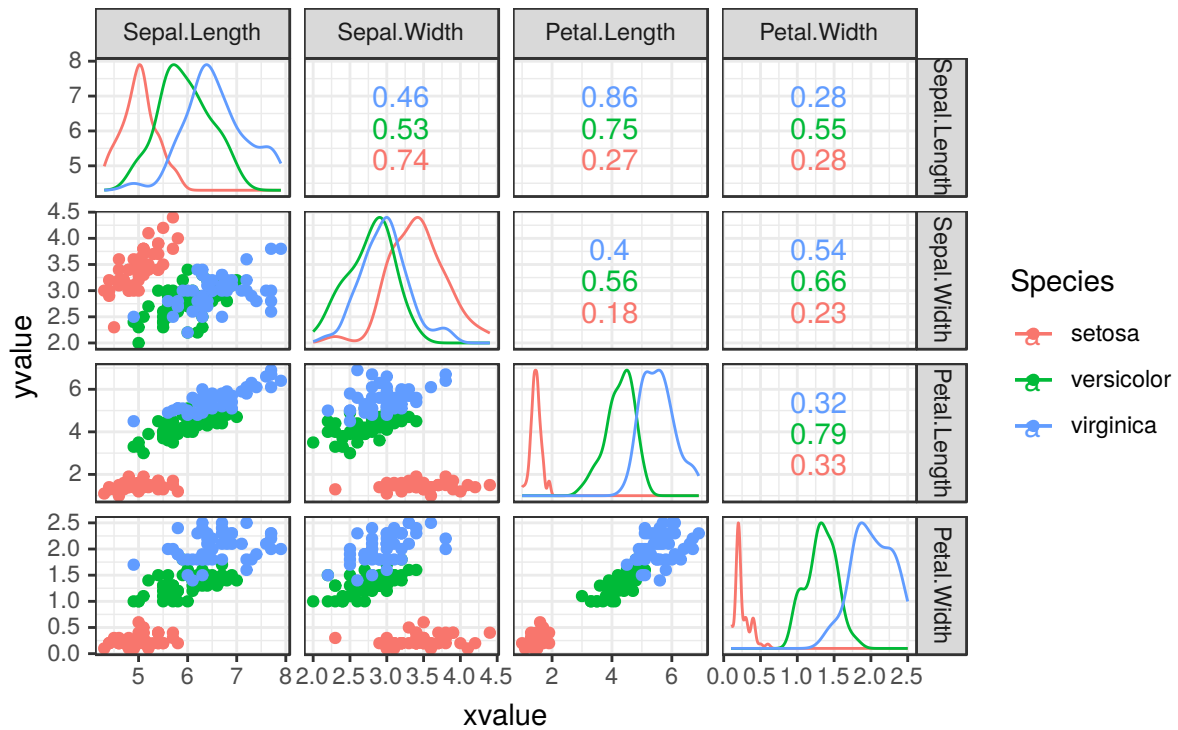 Sepal.Length Sepal.Width Petal.Length Petal.Width
8
7
6
5
0.46 0.86 0.28
0.53 0.75 0.55
0.74 0.27 0.28
Sepal.Length
4.5
4.0
3.5
3.0
2.5
2.0
0.4 0.54
0.56 0.66
0.18 0.23
Sepal.Width
yvalue
6
4
2
0.32
0.79
0.33
Petal.Length
2.5
2.0
1.5
1.0
0.5
0.0
Petal.Width
5 6 7 8 2.0 2.5 3.0 3.5 4.0 4.5 2 4 6 0.0 0.5 1.0 1.5 2.0 2.5
xvalue
Species
a setosa
a versicolor
a virginica